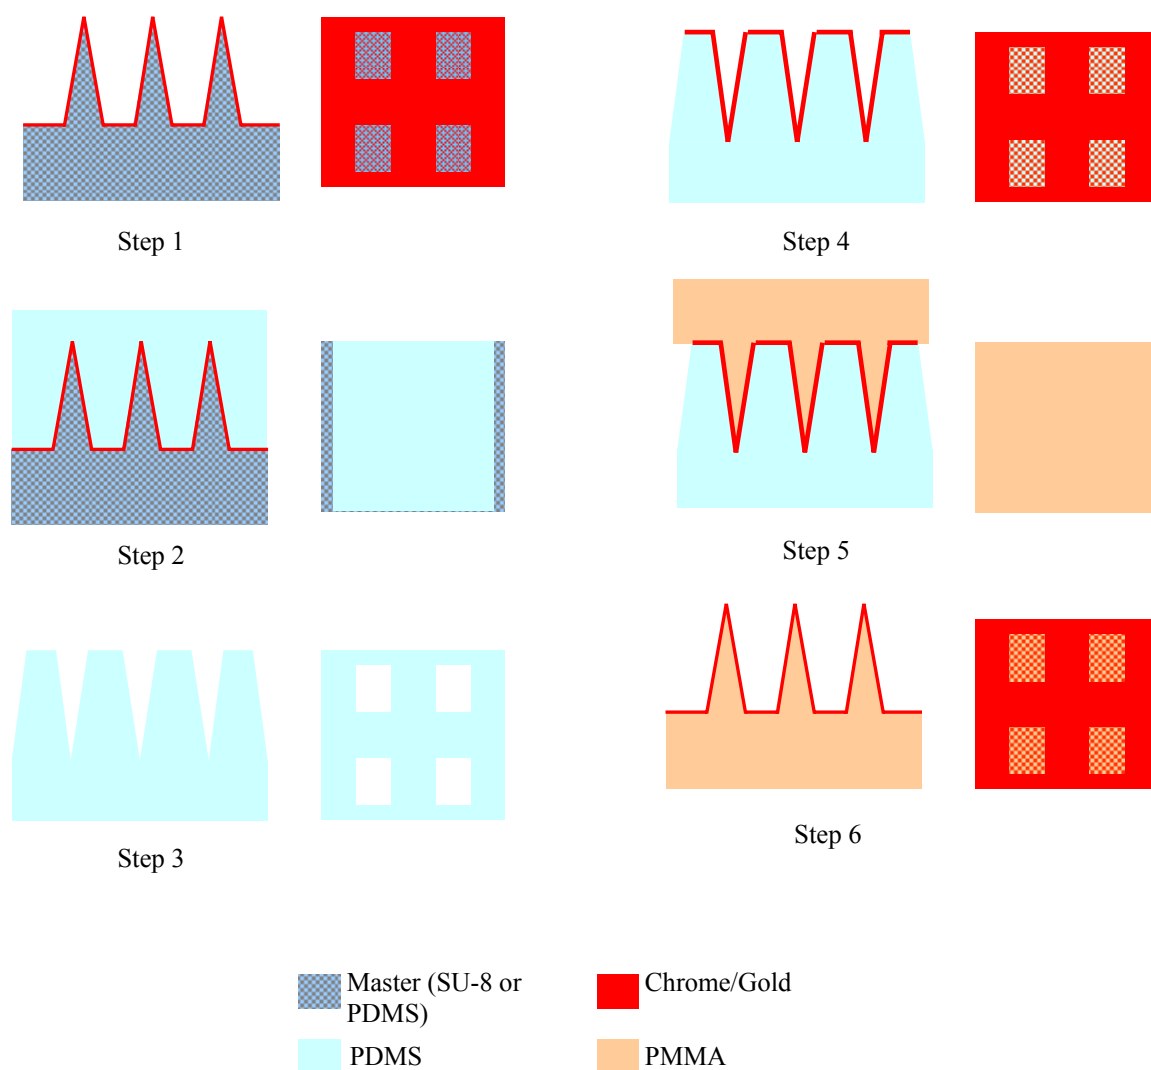 Step 1
Step 4
Step 2
Step 5
Step 3
Step 6
Master (SU-8 or
PDMS)
Chrome/Gold
PDMS
PMMA